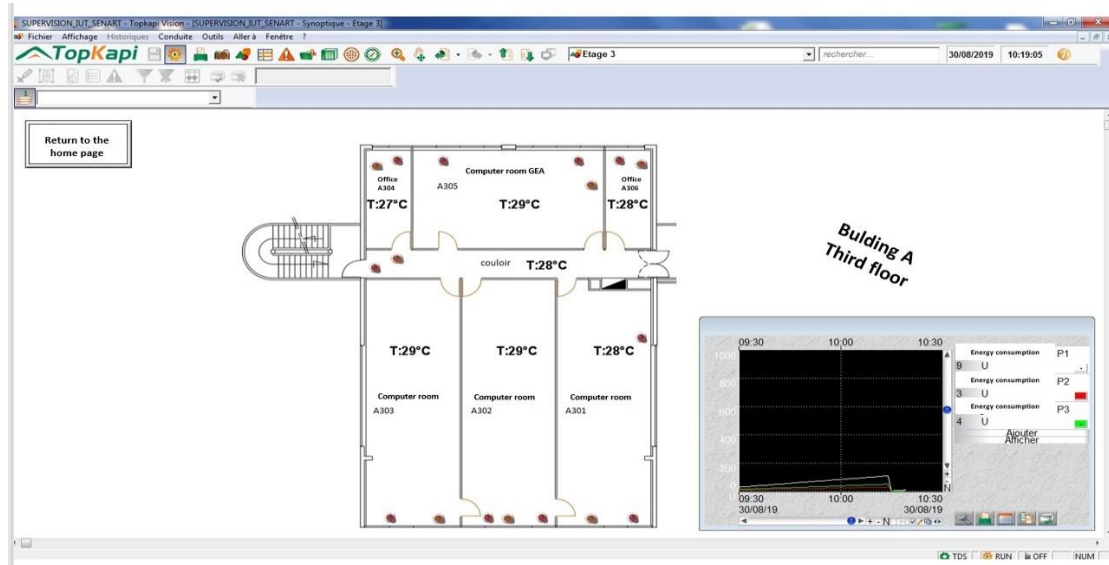 SUPERVISION_IUT_SENART - Topkapi Vision - [SUPERVISION_IUT_SENART - Synoptique - Etage 3]
Fichier Affichage Historiques Conduite Outils Aller à Fenêtre ?
TopKapi
Etage 3
rechercher...
30/08/2019
10:19:05
Return to the
home page
Office
A304
T:27°C
Computer room GEA
A305
T:29°C
Office
A306
T:28°C
couloir
T:28°C
T:29°C
T:29°C
T:28°C
Computer room
A303
Computer room
A302
Computer room
A301
Bulding A
Third floor
09:30 10:00 10:30
1000
800
600
400
200
0
09:30 10:00 10:30
30/08/19 30/08/19
+ - N
Energy consumption P1
9 U
Energy consumption P2
3 U
Energy consumption P3
4 U
Ajouter
Afficher
TDS RUN OFF NUM